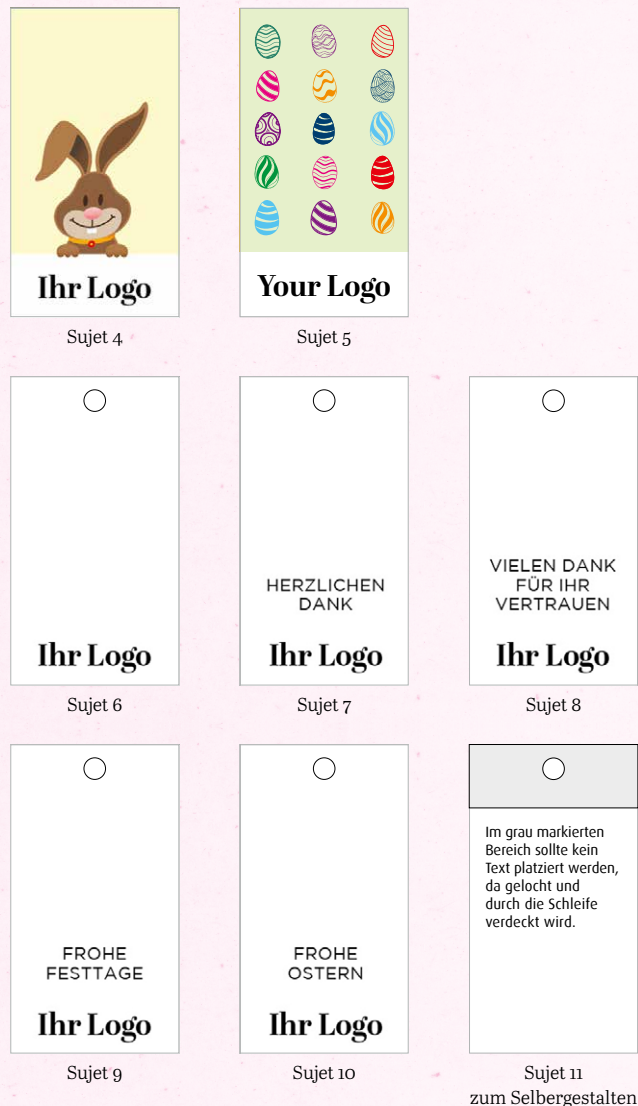 Ihr Logo
Sujet 4
Your Logo
Sujet 5
Ihr Logo
Sujet 6
HERZLICHEN
DANK
Ihr Logo
Sujet 7
VIELEN DANK
FÜR IHR
VERTRAUEN
Ihr Logo
Sujet 8
FROHE
FESTTAGE
Ihr Logo
Sujet 9
FROHE
OSTERN
Ihr Logo
Sujet 10
Im grau markierten
Bereich sollte kein
Text platziert werden,
da gelocht und
durch die Schleife
verdeckt wird.
Sujet 11
zum Selbergestalten